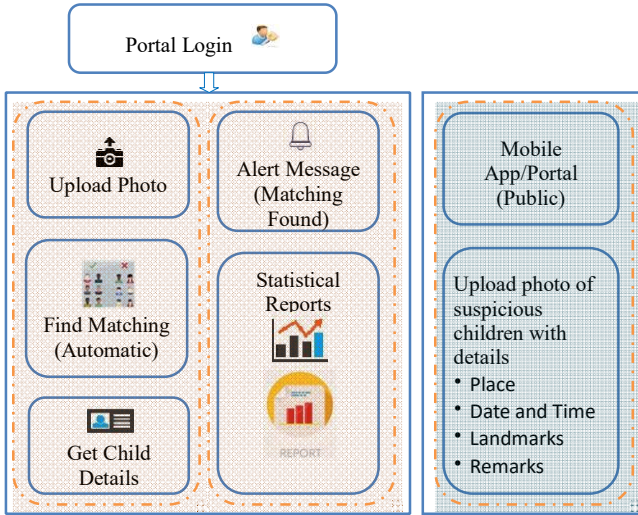 Portal Login
Upload Photo
Find Matching
(Automatic)
Get Child
Details
Alert Message
(Matching
Found)
Statistical
Reports
REPORT
Mobile
App/Portal
(Public)
Upload photo of
suspicious
children with
details
• Place
• Date and Time
• Landmarks
• Remarks